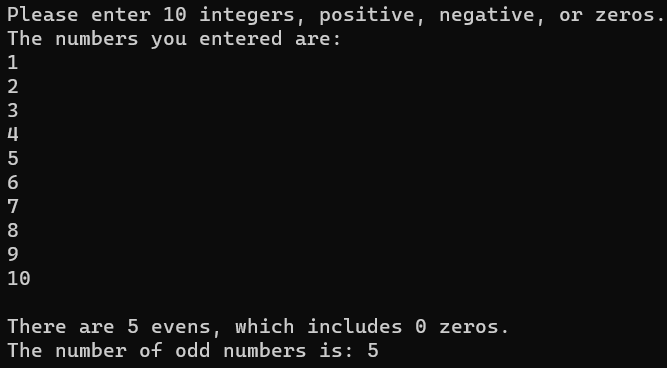 Please enter 10 integers, positive, negative, or zeros.
The numbers you entered are:
1
2
3
4
5
6
7
8
9
10
There are 5 evens, which includes 0 zeros.
The number of odd numbers is: 5